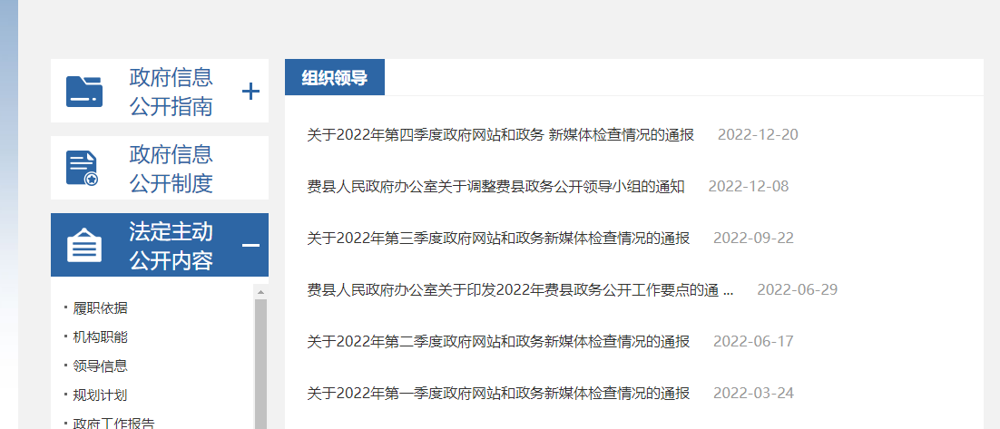 政府信息
公开指南
政府信息
公开制度
法定主动
公开内容
· 履职依据
· 机构职能
· 领导信息
· 规划计划
· 政府工作报告
组织领导
关于2022年第四季度政府网站和政务 新媒体检查情况的通报 2022-12-20
费县人民政府办公室关于调整费县政务公开领导小组的通知 2022-12-08
关于2022年第三季度政府网站和政务新媒体检查情况的通报 2022-09-22
费县人民政府办公室关于印发2022年费县政务公开工作要点的通 ... 2022-06-29
关于2022年第二季度政府网站和政务新媒体检查情况的通报 2022-06-17
关于2022年第一季度政府网站和政务新媒体检查情况的通报 2022-03-24